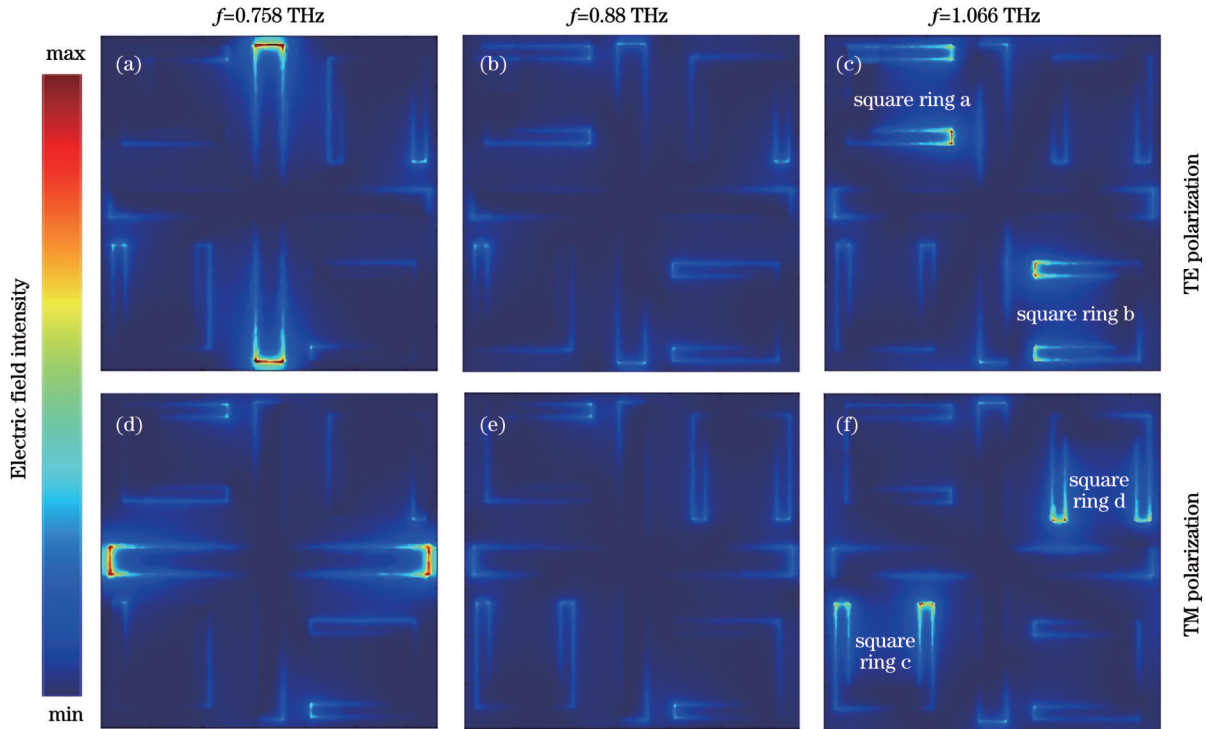 f=0.758 THz
f=0.88 THz
f=1.066 THz
max
Electric field intensity
min
(a)
(b)
(c)
square ring a
square ring b
TE polarization
(d)
(e)
(f)
square
ring d
square
ring c
TM polarization